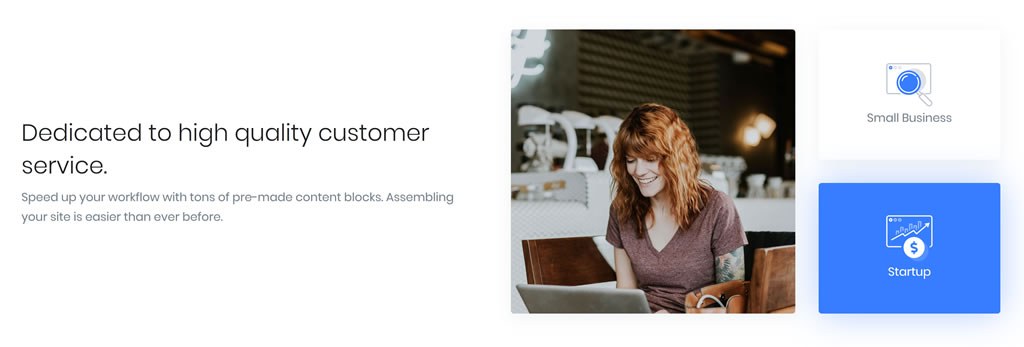 Dedicated to high quality customer
service.
Speed up your workflow with tons of pre-made content blocks. Assembling
your site is easier than ever before.
Small Business
$
Startup